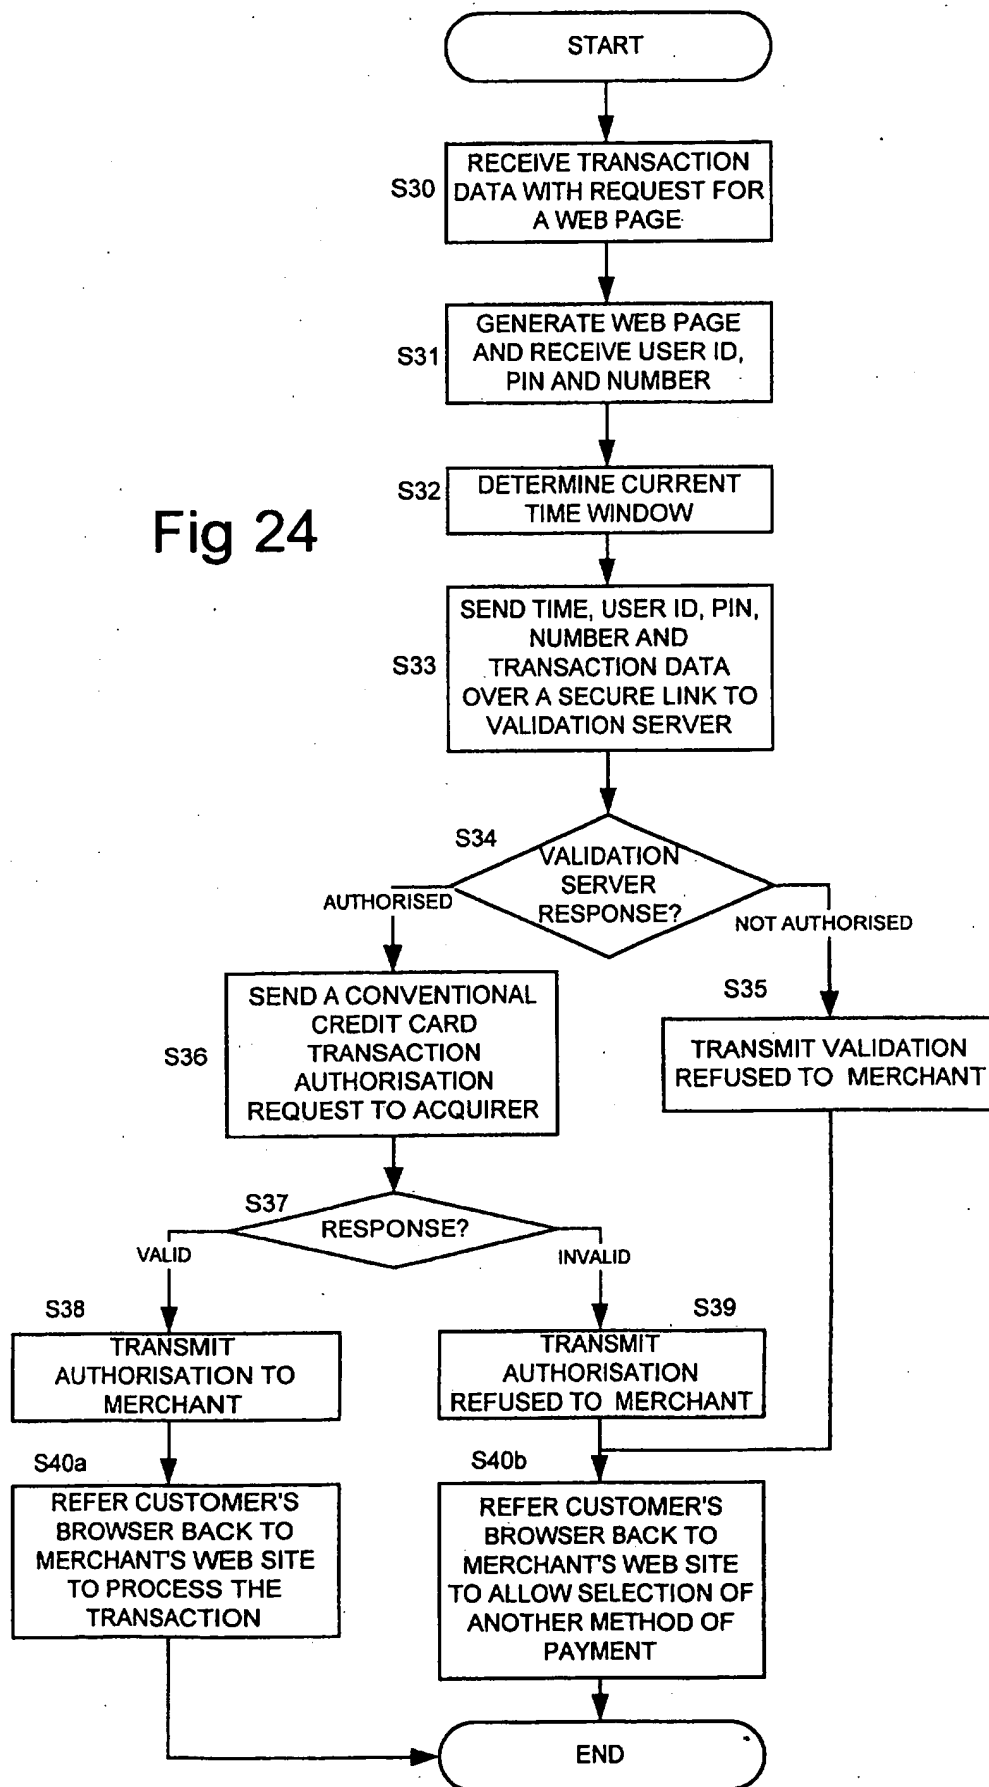 START
S30
RECEIVE TRANSACTION
DATA WITH REQUEST FOR
A WEB PAGE
S31
GENERATE WEB PAGE
AND RECEIVE USER ID,
PIN AND NUMBER
S32
DETERMINE CURRENT
TIME WINDOW
Fig 24
S33
SEND TIME, USER ID, PIN,
NUMBER AND
TRANSACTION DATA
OVER A SECURE LINK TO
VALIDATION SERVER
S34
VALIDATION
SERVER
RESPONSE?
AUTHORISED
NOT AUTHORISED
S36
SEND A CONVENTIONAL
CREDIT CARD
TRANSACTION
AUTHORISATION
REQUEST TO ACQUIRER
S35
TRANSMIT VALIDATION
REFUSED TO MERCHANT
S37
RESPONSE?
VALID
INVALID
S38
TRANSMIT
AUTHORISATION TO
MERCHANT
S39
TRANSMIT
AUTHORISATION
REFUSED TO MERCHANT
S40a
REFER CUSTOMER'S
BROWSER BACK TO
MERCHANT'S WEB SITE
TO PROCESS THE
TRANSACTION
S40b
REFER CUSTOMER'S
BROWSER BACK TO
MERCHANT'S WEB SITE
TO ALLOW SELECTION OF
ANOTHER METHOD OF
PAYMENT
END